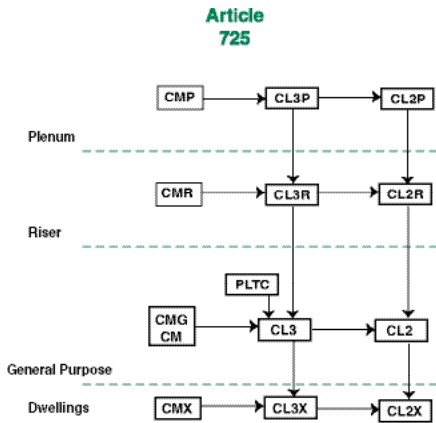 Article
725
CMP
CL3P
CL2P
Plenum
CMR
CL3R
CL2R
Riser
PLTC
CMG
CM
CL3
CL2
General Purpose
Dwellings
CMX
CL3X
CL2X